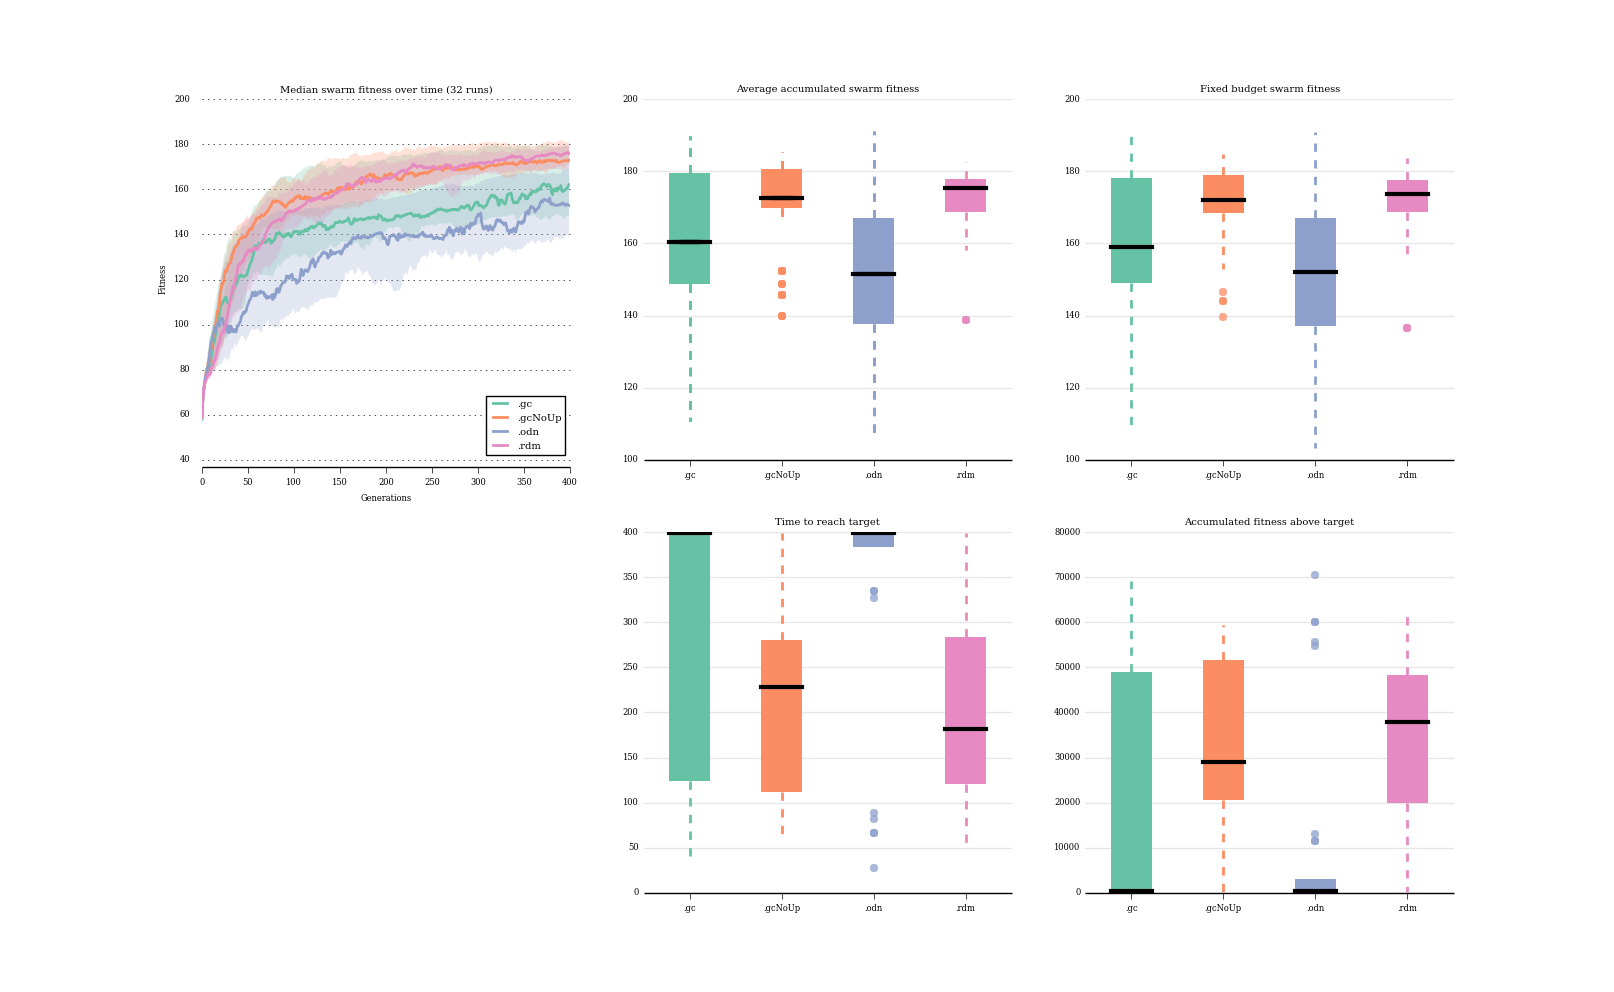 Median swarm fitness over time (32 runs)
200
180
160
140
120
100
80
60
40
Fitness
0 50 100 150 200 250 300 350 400
Generations
.gc
.gcNoUp
.odn
.rdm
Average accumulated swarm fitness
200
180
160
140
120
100
.gc .gcNoUp .odn .rdm
Fixed budget swarm fitness
200
180
160
140
120
100
.gc .gcNoUp .odn .rdm
Time to reach target
400
350
300
250
200
150
100
50
0
.gc .gcNoUp .odn .rdm
Accumulated fitness above target
80000
70000
60000
50000
40000
30000
20000
10000
0
.gc .gcNoUp .odn .rdm